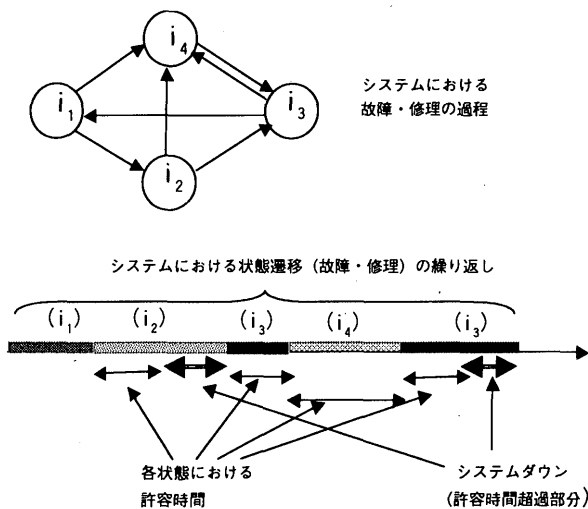 i4
i1
i3
i2
システムにおける
故障・修理の過程
システムにおける状態遷移（故障・修理）の繰り返し
(i1) (i2) (i3) (i4) (i3)
各状態における
許容時間
システムダウン
(許容時間超過部分)